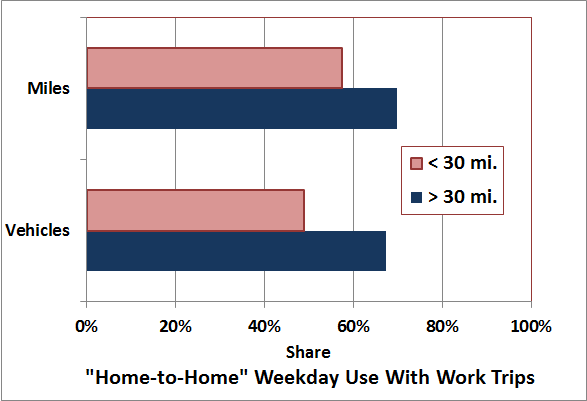 Miles
< 30 mi.
> 30 mi.
Vehicles
0% 20% 40% 60% 80% 100%
Share
"Home-to-Home" Weekday Use With Work Trips